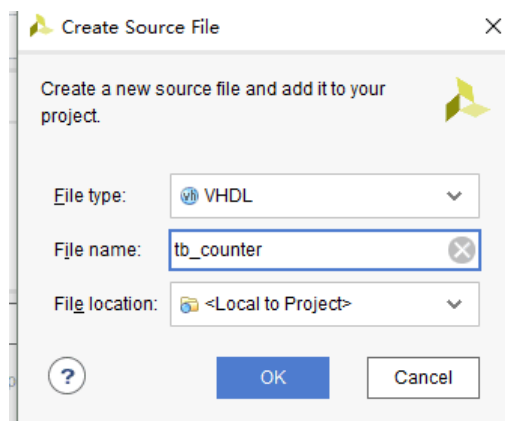 Create Source File
Create a new source file and add it to your
project.
File type:
vh VHDL
File name:
tb_counter
File location:
<Local to Project>
?
OK
Cancel